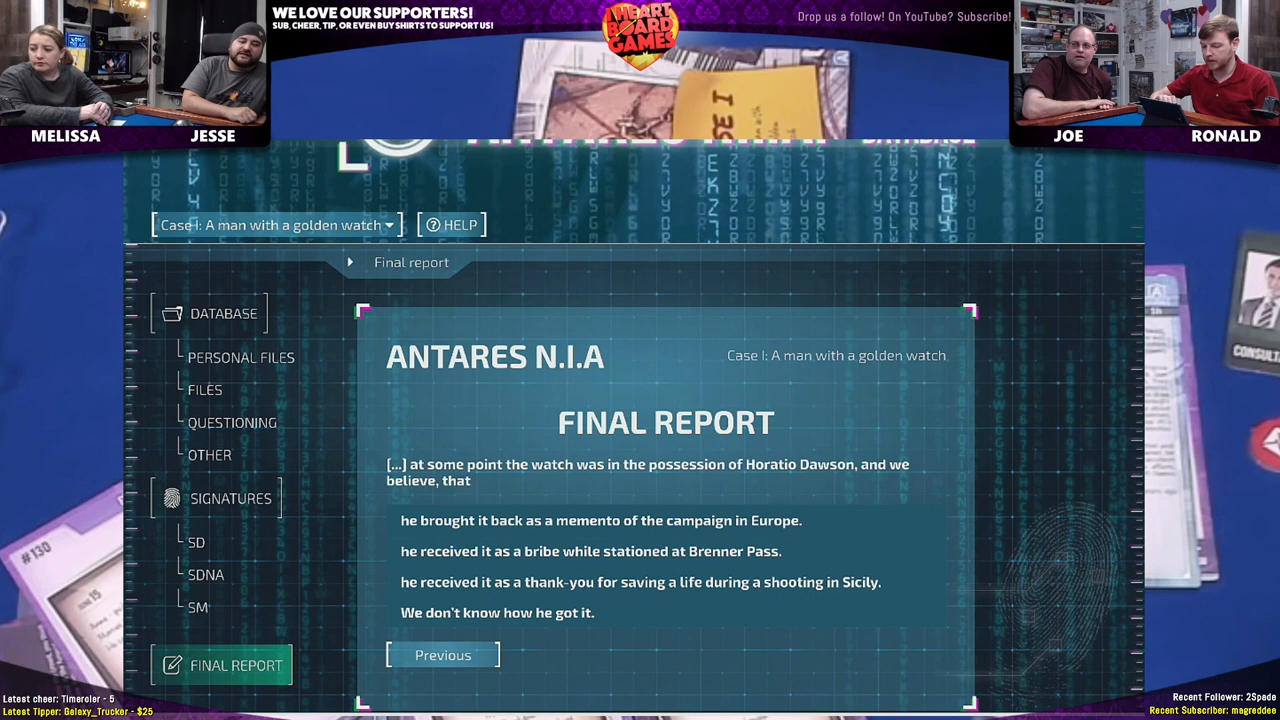 WE LOVE OUR SUPPORTERS!
SUB, CHEER, TIP, OR EVEN BUY SHIRTS TO SUPPORT US!
I HEART
BOARD
GAMES
Drop us a follow! On YouTube? Subscribe!
MELISSA
JESSE
JOE
RONALD
SE I
Case I: A man with a golden watch
? HELP
Final report
DATABASE
PERSONAL FILES
FILES
QUESTIONING
OTHER
SIGNATURES
SD
SDNA
SM
FINAL REPORT
ANTARES N.I.A
Case I: A man with a golden watch
FINAL REPORT
[...] at some point the watch was in the possession of Horatio Dawson, and we
believe, that
he brought it back as a memento of the campaign in Europe.
he received it as a bribe while stationed at Brenner Pass.
he received it as a thank-you for saving a life during a shooting in Sicily.
We don't know how he got it.
Previous
#130
Latest cheer: Timeroler - 5
Latest Tipper: Galexy_Trucker - $25
Recent Follower: 2Spade
Recent Subscriber: magreddee